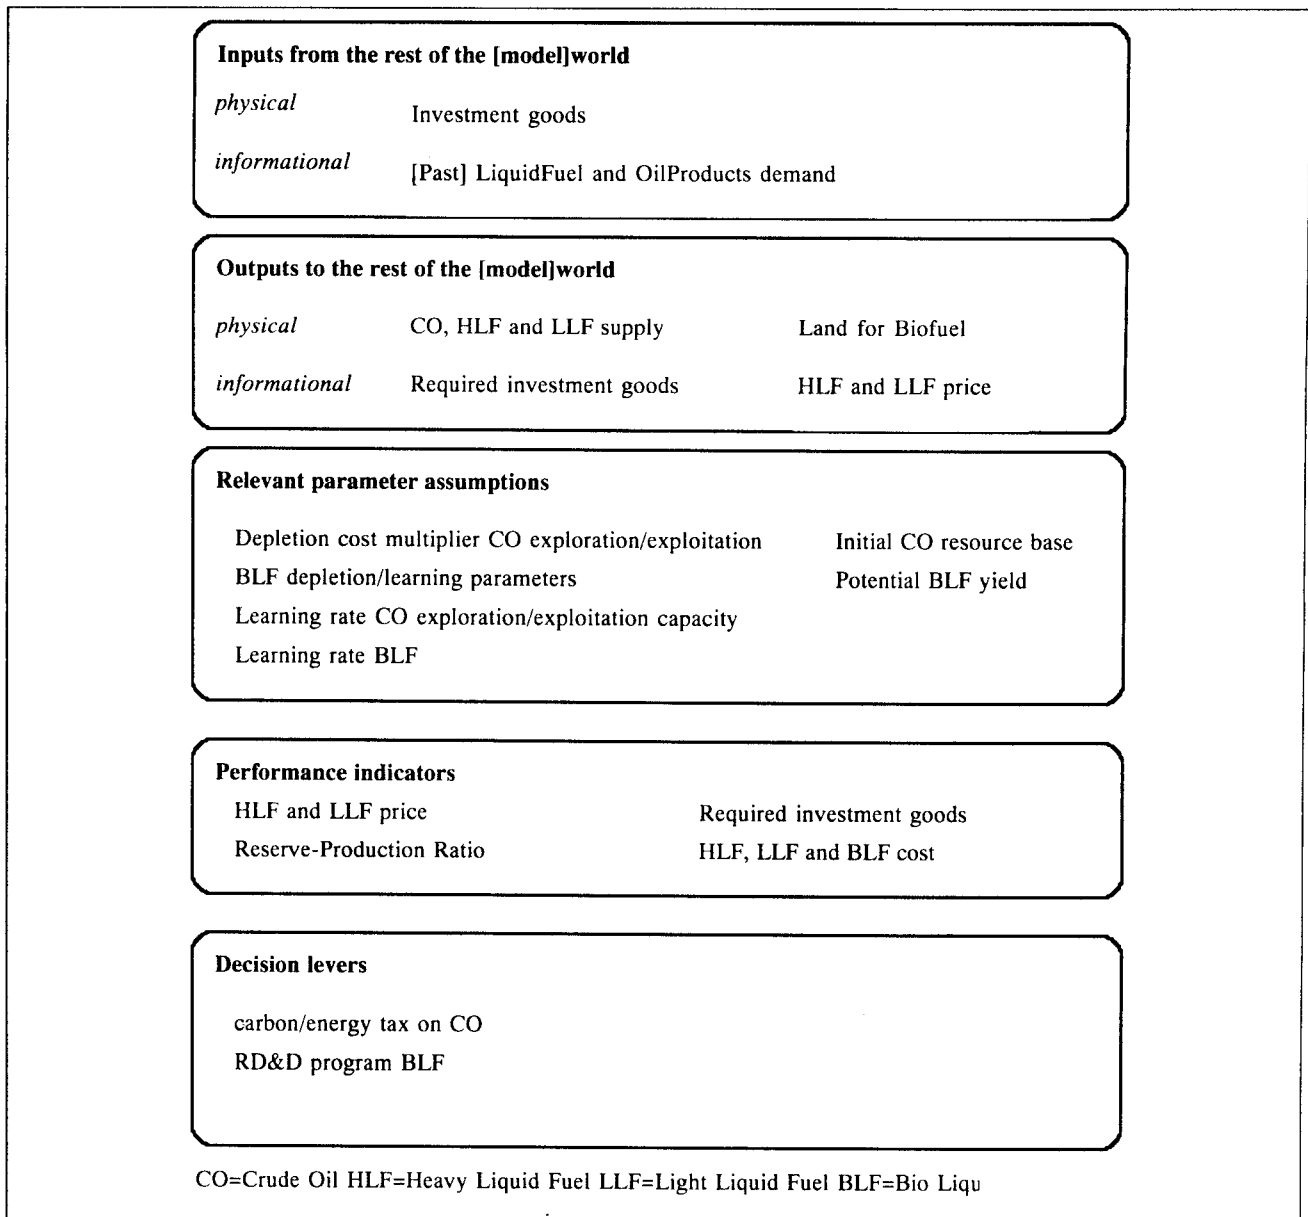 Inputs from the rest of the [model]world
physical Investment goods
informational [Past] LiquidFuel and OilProducts demand
Outputs to the rest of the [model]world
physical CO, HLF and LLF supply Land for Biofuel
informational Required investment goods HLF and LLF price
Relevant parameter assumptions
Depletion cost multiplier CO exploration/exploitation Initial CO resource base
BLF depletion/learning parameters Potential BLF yield
Learning rate CO exploration/exploitation capacity
Learning rate BLF
Performance indicators
HLF and LLF price Required investment goods
Reserve-Production Ratio HLF, LLF and BLF cost
Decision levers
carbon/energy tax on CO
RD&D program BLF
CO=Crude Oil HLF=Heavy Liquid Fuel LLF=Light Liquid Fuel BLF=Bio Liqu